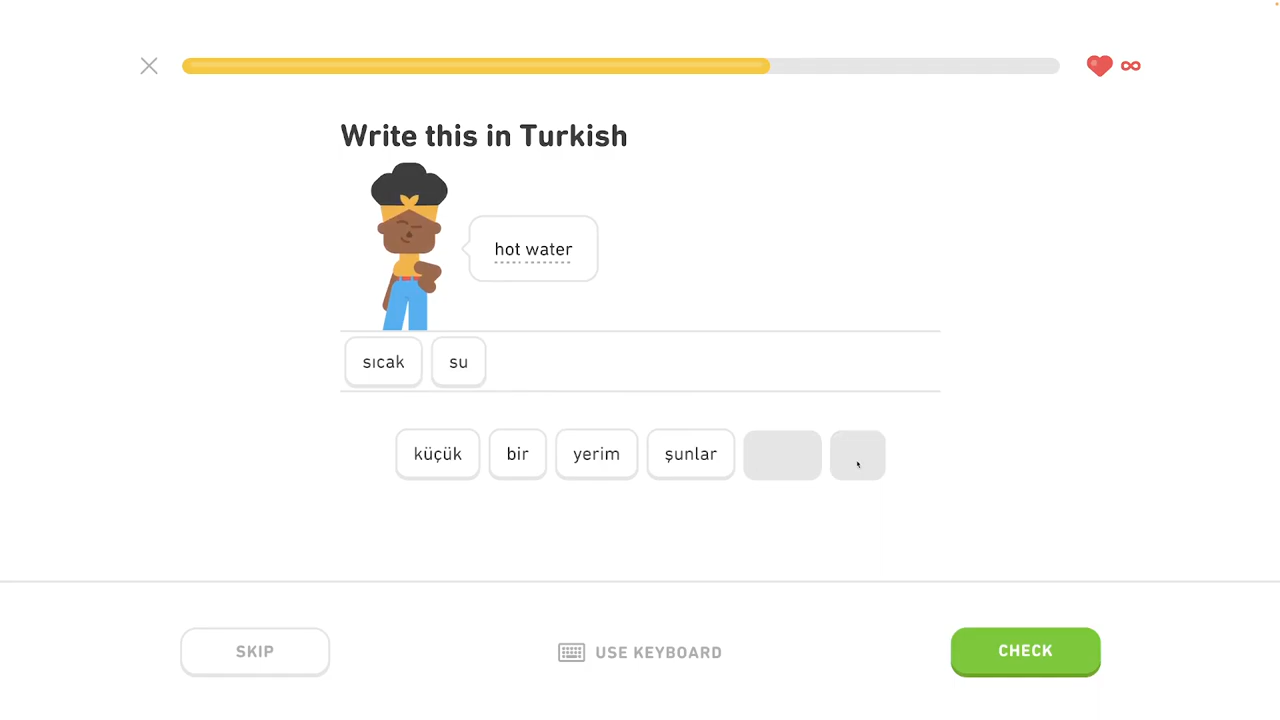 Write this in Turkish
hot water
sıcak su
küçük bir yerim şunlar
SKIP USE KEYBOARD CHECK